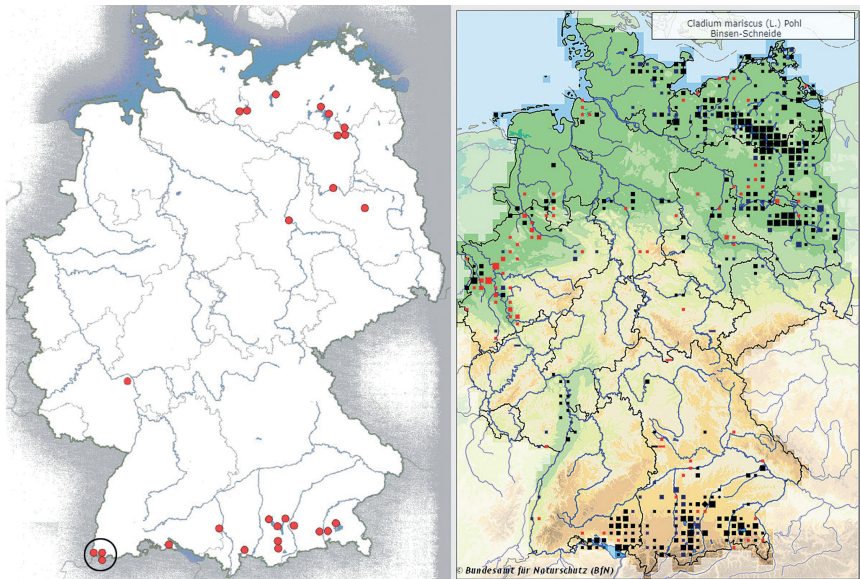 Cladium mariscus (L.) Pohl
Binsen-Schneide
© Bundesamt für Naturschutz (BfN)